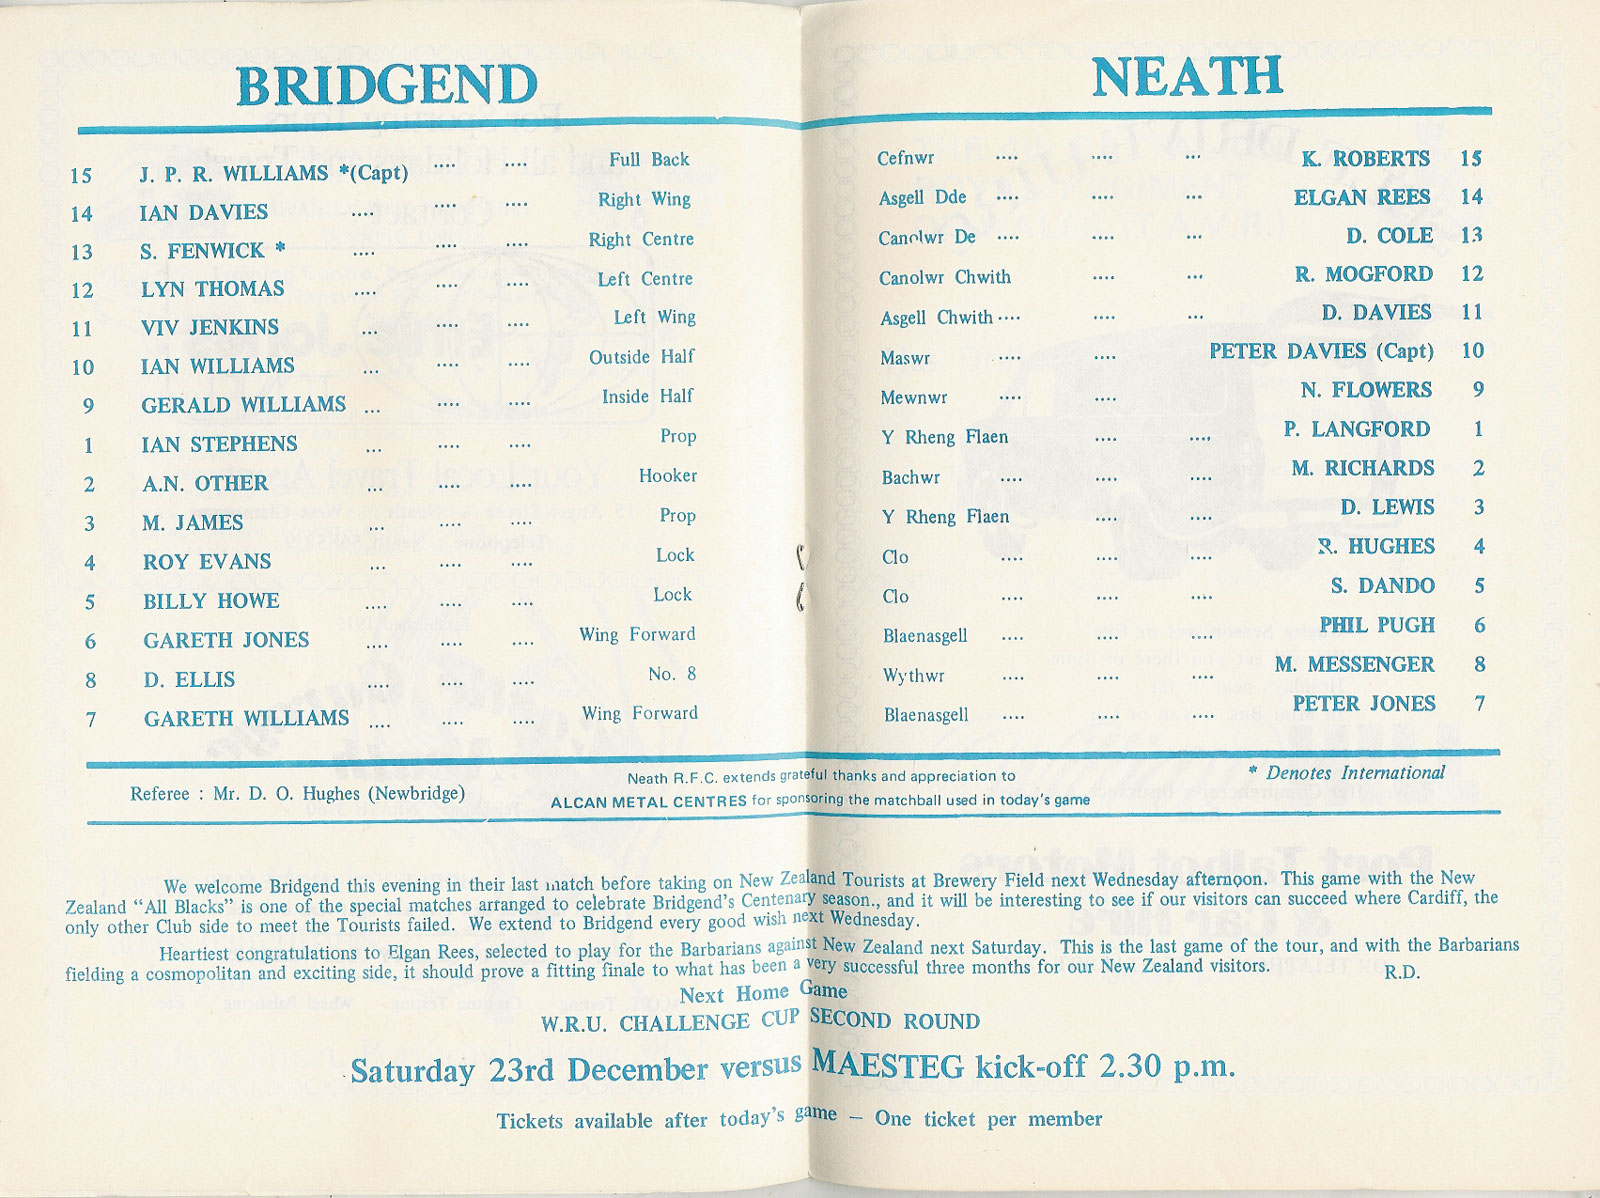 BRIDGEND
15 J. P. R. WILLIAMS *(Capt) .... .... Full Back
14 IAN DAVIES .... .... .... Right Wing
13 S. FENWICK * .... .... .... Right Centre
12 LYN THOMAS .... .... .... Left Centre
11 VIV JENKINS ... .... .... Left Wing
10 IAN WILLIAMS ... .... .... Outside Half
9 GERALD WILLIAMS ... .... .... Inside Half
1 IAN STEPHENS ... .... .... Prop
2 A.N. OTHER ... .... .... Hooker
3 M. JAMES ... .... .... Prop
4 ROY EVANS ... .... .... Lock
5 BILLY HOWE .... .... .... Lock
6 GARETH JONES .... .... .... Wing Forward
8 D. ELLIS .... .... .... No. 8
7 GARETH WILLIAMS .... .... .... Wing Forward
NEATH
Cefnwr .... .... ... K. ROBERTS 15
Asgell Dde .... .... ... ELGAN REES 14
Canolwr De .... .... ... D. COLE 13
Canolwr Chwith .... ... R. MOGFORD 12
Asgell Chwith .... .... ... D. DAVIES 11
Maswr .... .... PETER DAVIES (Capt) 10
Mewnwr .... .... N. FLOWERS 9
Y Rheng Flaen .... .... P. LANGFORD 1
Bachwr .... .... .... M. RICHARDS 2
Y Rheng Flaen .... .... D. LEWIS 3
Clo .... .... .... R. HUGHES 4
Clo .... .... .... S. DANDO 5
Blaenasgell .... .... .... PHIL PUGH 6
Wythwr .... .... .... M. MESSENGER 8
Blaenasgell .... .... .... PETER JONES 7
Referee : Mr. D. O. Hughes (Newbridge)
Neath R.F.C. extends grateful thanks and appreciation to
ALCAN METAL CENTRES for sponsoring the matchball used in today's game
* Denotes International
We welcome Bridgend this evening in their last match before taking on New Zealand Tourists at Brewery Field next Wednesday afternoon. This game with the New
Zealand "All Blacks" is one of the special matches arranged to celebrate Bridgend's Centenary season., and it will be interesting to see if our visitors can succeed where Cardiff, the
only other Club side to meet the Tourists failed. We extend to Bridgend every good wish next Wednesday.
Heartiest congratulations to Elgan Rees, selected to play for the Barbarians against New Zealand next Saturday. This is the last game of the tour, and with the Barbarians
fielding a cosmopolitan and exciting side, it should prove a fitting finale to what has been a very successful three months for our New Zealand visitors. R.D.
Next Home Game
W.R.U. CHALLENGE CUP SECOND ROUND
Saturday 23rd December versus MAESTEG kick-off 2.30 p.m.
Tickets available after today's game — One ticket per member